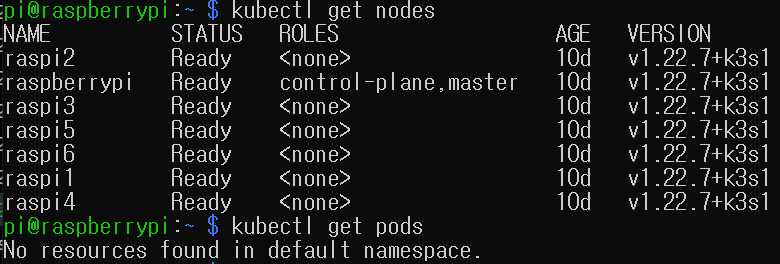 pi@raspberrypi:~ $ kubectl get nodes
NAME STATUS ROLES AGE VERSION
raspi2 Ready <none> 10d v1.22.7+k3s1
raspberrypi Ready control-plane,master 10d v1.22.7+k3s1
raspi3 Ready <none> 10d v1.22.7+k3s1
raspi5 Ready <none> 10d v1.22.7+k3s1
raspi6 Ready <none> 10d v1.22.7+k3s1
raspi1 Ready <none> 10d v1.22.7+k3s1
raspi4 Ready <none> 10d v1.22.7+k3s1
pi@raspberrypi:~ $ kubectl get pods
No resources found in default namespace.